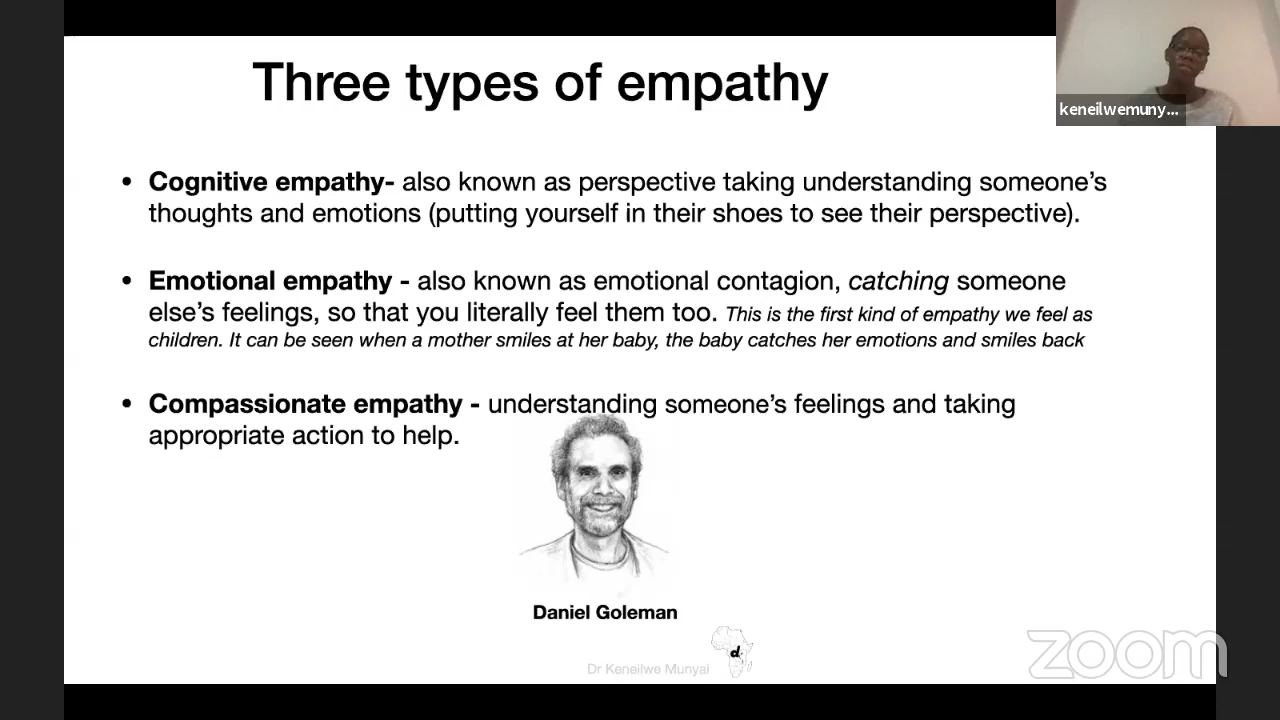 Three types of empathy
keneilwemuny...
• Cognitive empathy- also known as perspective taking understanding someone’s
thoughts and emotions (putting yourself in their shoes to see their perspective).
• Emotional empathy - also known as emotional contagion, catching someone
else’s feelings, so that you literally feel them too. This is the first kind of empathy we feel as
children. It can be seen when a mother smiles at her baby, the baby catches her emotions and smiles back
• Compassionate empathy - understanding someone’s feelings and taking
appropriate action to help.
Daniel Goleman
d.
Dr Keneilwe Munyai
zoom